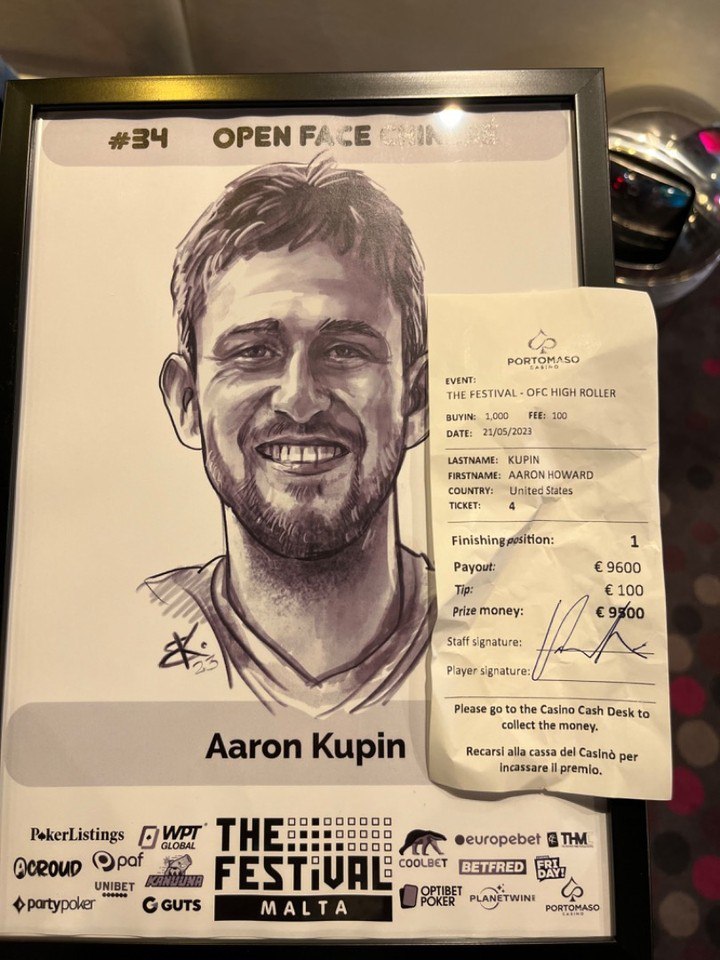 #34 OPEN FACE CHINESE
PORTOMASO
CASINO
EVENT:
THE FESTIVAL - OFC HIGH ROLLER
BUYIN: 1,000 FEE: 100
DATE: 21/05/2023
LASTNAME: KUPIN
FIRSTNAME: AARON HOWARD
COUNTRY: United States
TICKET: 4
Finishing position: 1
Payout: € 9600
Tip: € 100
Prize money: € 9500
Staff signature:
Player signature:
Please go to the Casino Cash Desk to
collect the money.
Recarsi alla cassa del Casinò per
incassare il premio.
23
Aaron Kupin
PokerListings
WPT
GLOBAL
ACROUD
paf
UNIBET
KANUUNA
partypoker
GUTS
THE
FESTIVAL
MALTA
COOLBET
europebet
THM
BETFRED
FRI
DAY!
OPTIBET
POKER
PLANETWIN
PORTOMASO
CASINO